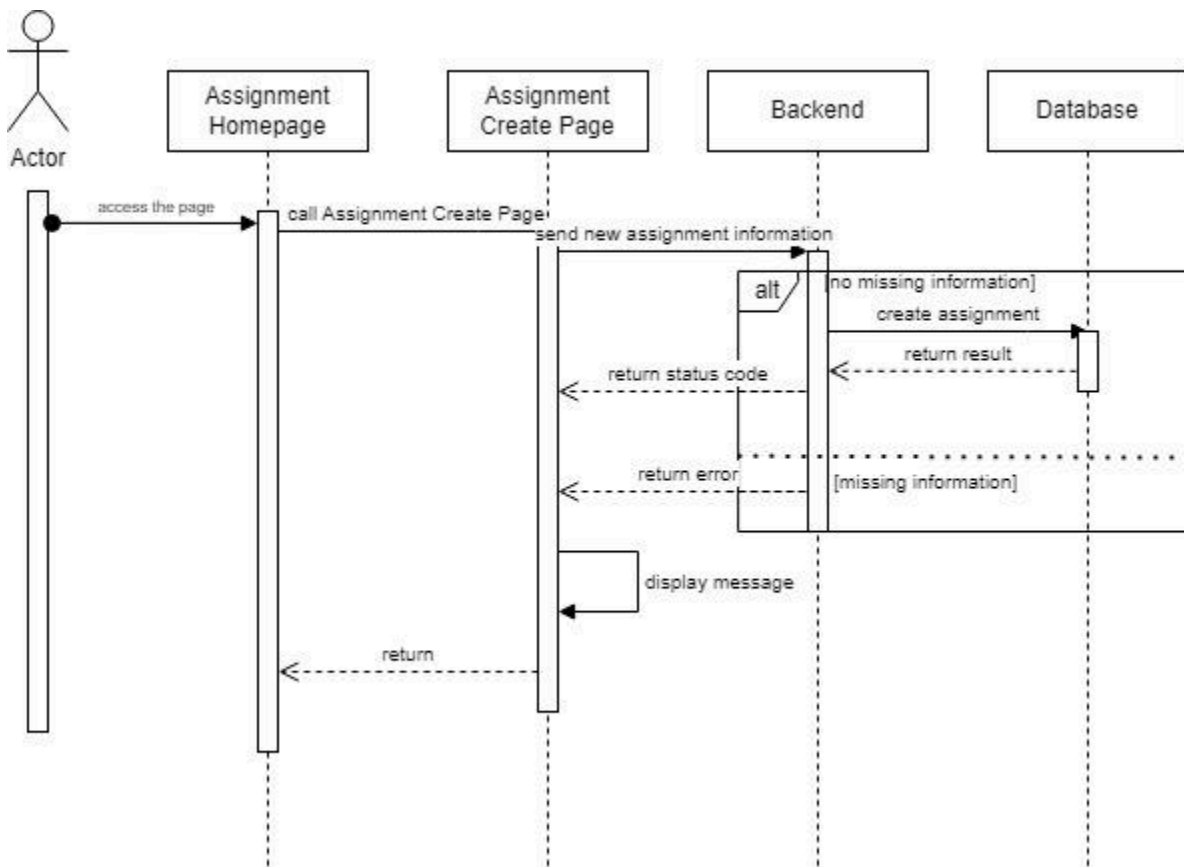 Actor
Assignment
Homepage
Assignment
Create Page
Backend
Database
access the page
call Assignment Create Page
send new assignment information
alt
[no missing information]
create assignment
return result
return status code
return error
[missing information]
display message
return